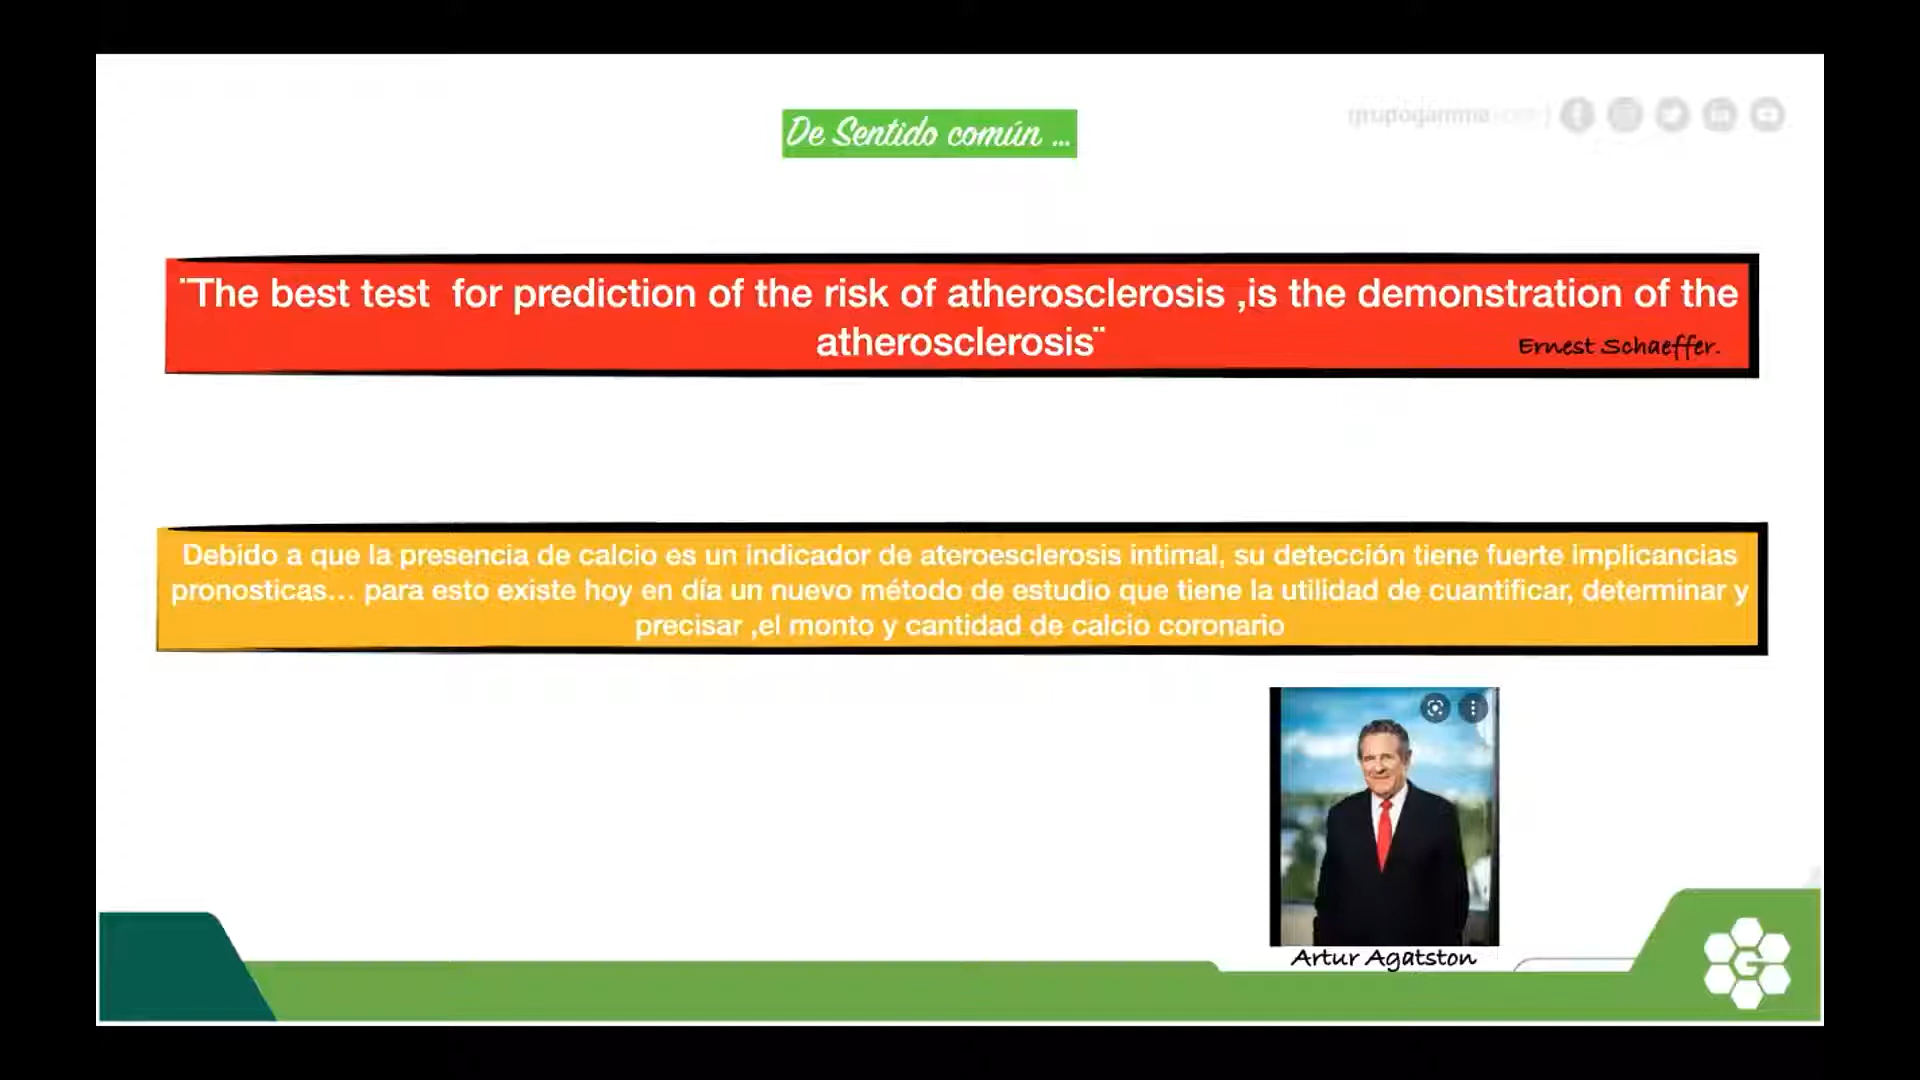 De Sentido común ...
grupogamma.com
¨The best test for prediction of the risk of atherosclerosis ,is the demonstration of the
atherosclerosis¨
Ernest Schaeffer.
Debido a que la presencia de calcio es un indicador de ateroesclerosis intimal, su detección tiene fuerte implicancias
pronosticas... para esto existe hoy en día un nuevo método de estudio que tiene la utilidad de cuantificar, determinar y
precisar ,el monto y cantidad de calcio coronario
Artur Agatston
G